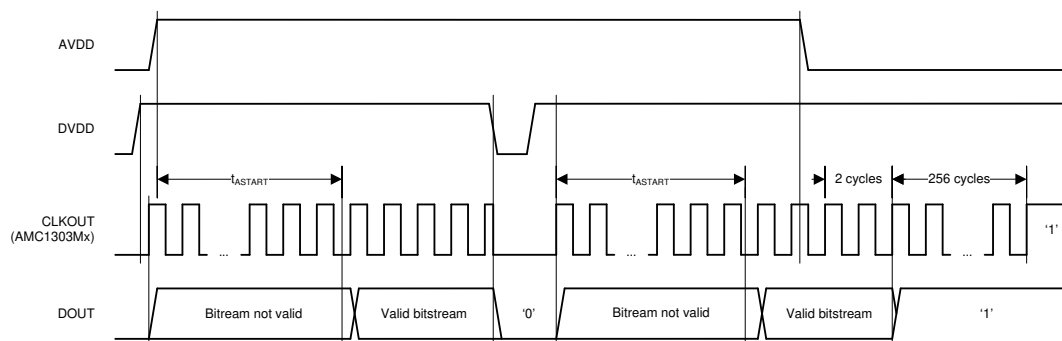 AVDD
DVDD
tASTART
tASTART
2 cycles
256 cycles
CLKOUT
(AMC1303Mx)
...
...
...
'1'
DOUT
Bitream not valid
Valid bitstream
'0'
Bitream not valid
Valid bitstream
'1'